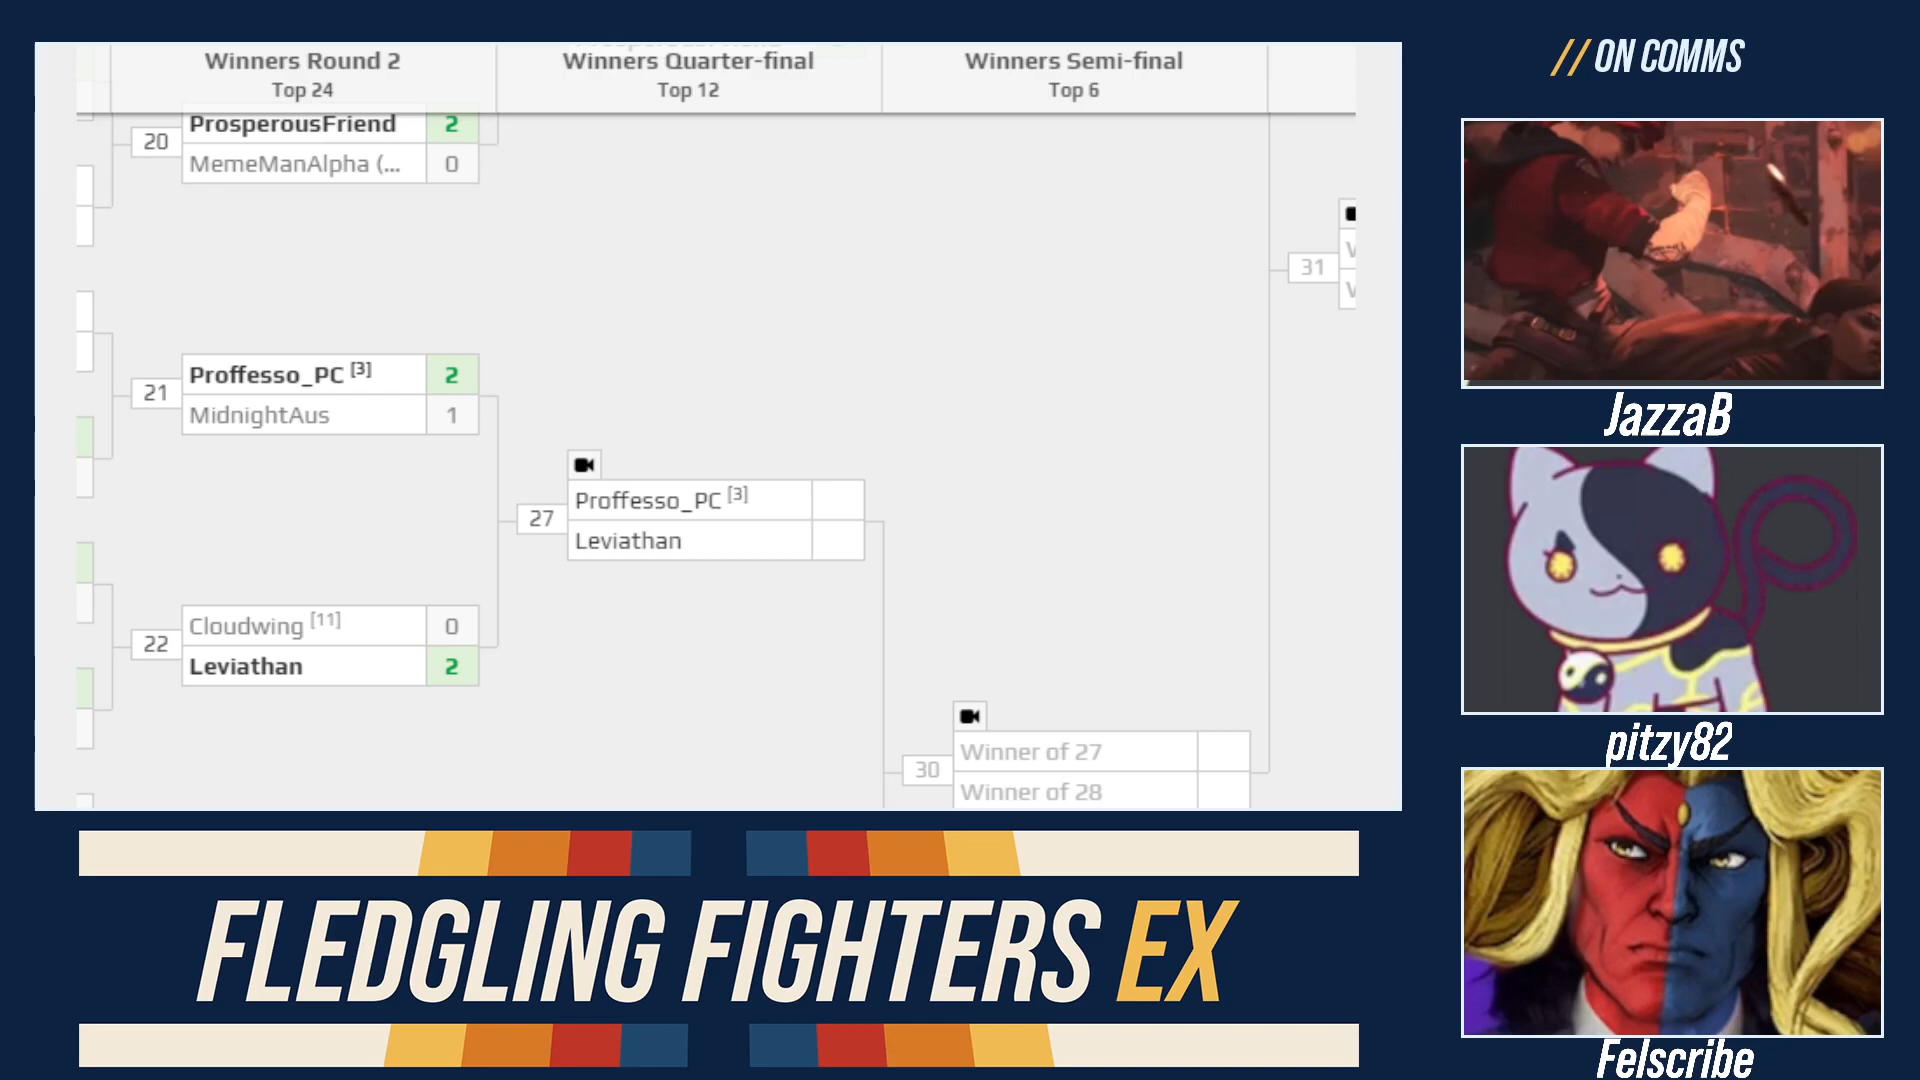 Winners Round 2
Top 24
Winners Quarter-final
Top 12
Winners Semi-final
Top 6
20
ProsperousFriend 2
MemeManAlpha (... 0
31
21
Proffesso_PC [3] 2
MidnightAus 1
27
Proffesso_PC [3]
Leviathan
22
Cloudwing [11] 0
Leviathan 2
30
Winner of 27
Winner of 28
FLEDGLING FIGHTERS EX
// ON COMMS
JazzaB
pitzy82
Felscribe